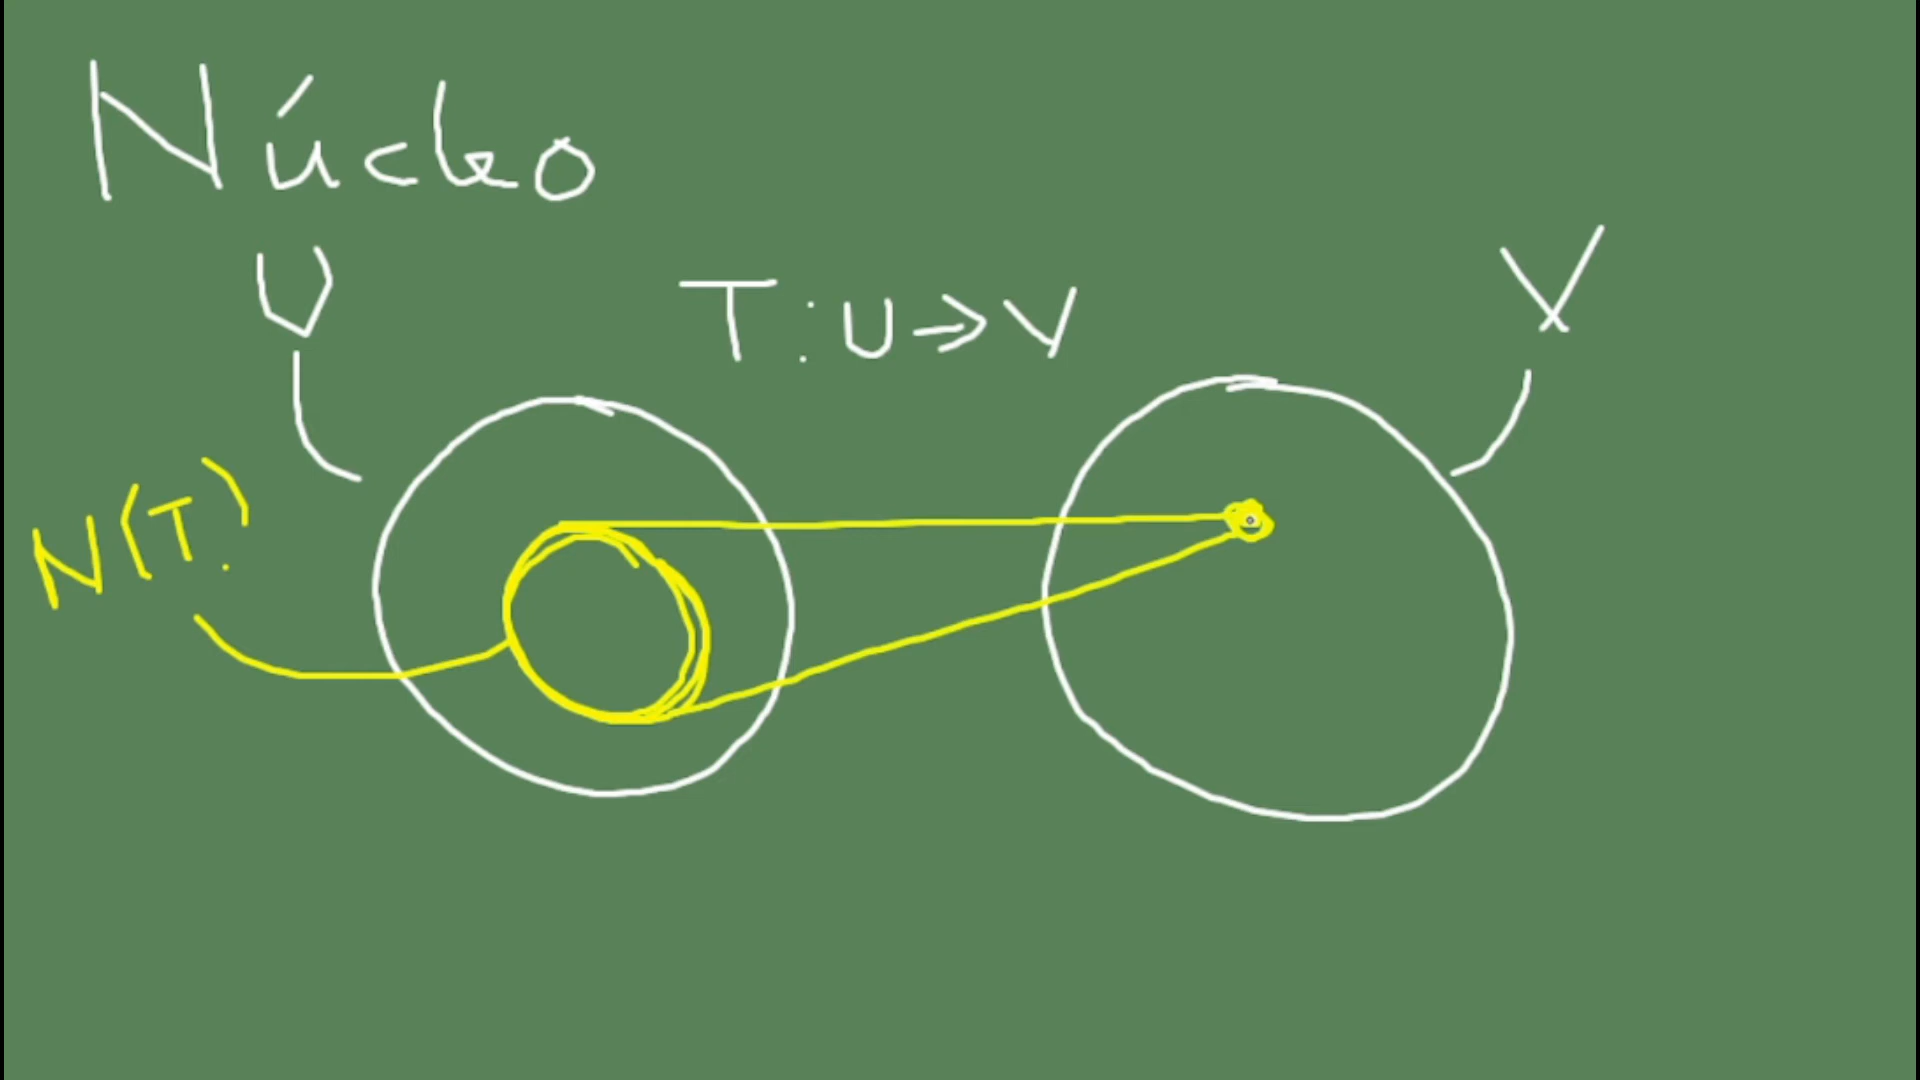 Núcleo
U
V
T:U→V
N(T)